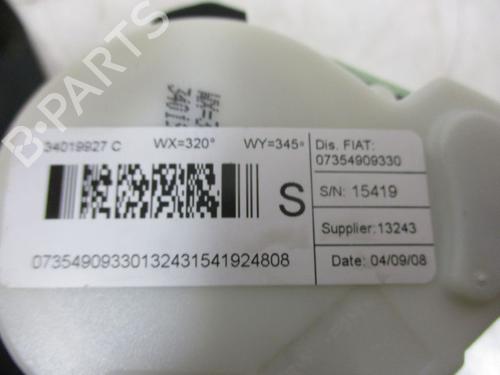 34019927 C WX=320° WY=345°
S
07354909330132431541924808
Dis. FIAT:
07354909330
S/N: 15419
Supplier:13243
Date: 04/09/08
B-PARTS